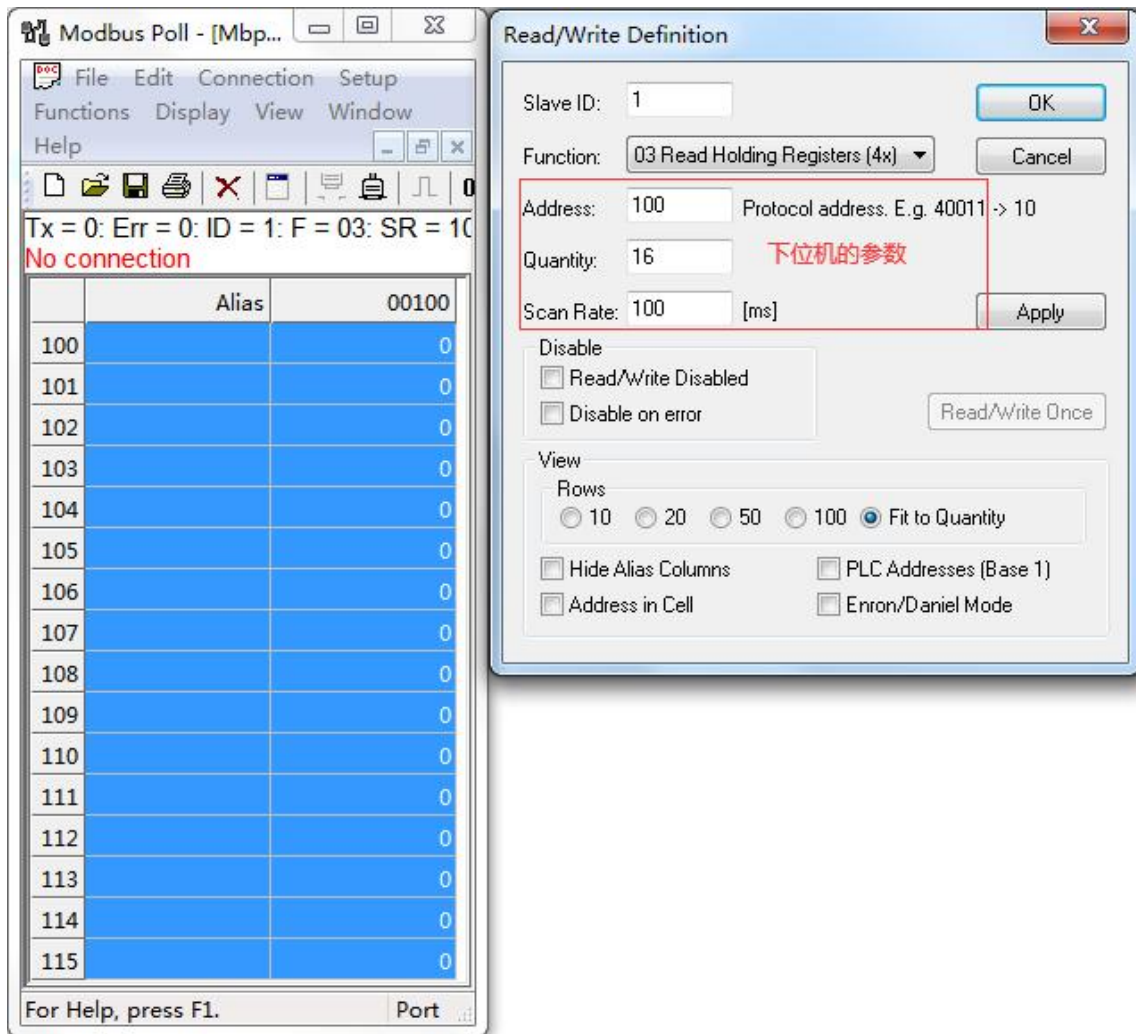 Modbus Poll - [Mbp...
File Edit Connection Setup
Functions Display View Window
Help
Tx = 0: Err = 0: ID = 1: F = 03: SR = 10
No connection
Alias 00100
100 0
101 0
102 0
103 0
104 0
105 0
106 0
107 0
108 0
109 0
110 0
111 0
112 0
113 0
114 0
115 0
For Help, press F1. Port
Read/Write Definition
Slave ID: 1 OK
Function: 03 Read Holding Registers (4x) Cancel
Address: 100 Protocol address. E.g. 40011 -> 10
Quantity: 16 下位机的参数
Scan Rate: 100 [ms] Apply
Disable
Read/Write Disabled
Disable on error Read/Write Once
View
Rows
10 20 50 100 Fit to Quantity
Hide Alias Columns PLC Addresses (Base 1)
Address in Cell Enron/Daniel Mode